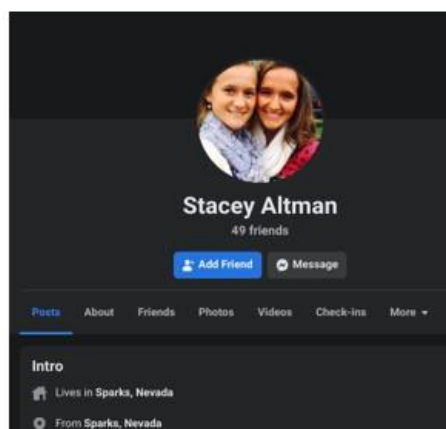 Stacey Altman
49 friends
Add Friend Message
Posts About Friends Photos Videos Check-ins More
Intro
Lives in Sparks, Nevada
From Sparks, Nevada